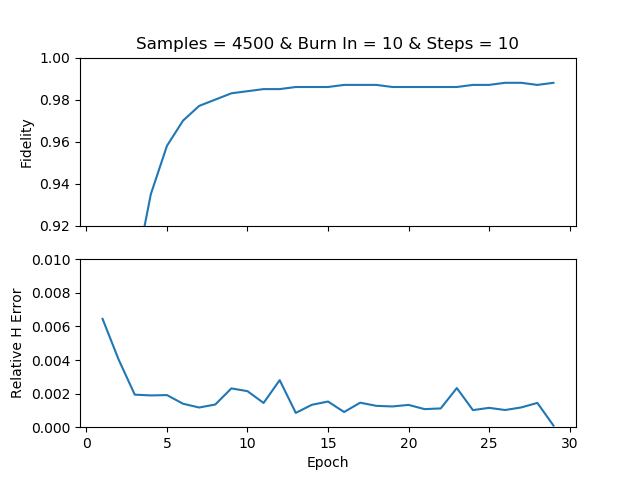 Samples = 4500 & Burn In = 10 & Steps = 10
1.00
0.98
0.96
0.94
0.92
Fidelity
0.010
0.008
0.006
0.004
0.002
0.000
Relative H Error
0 5 10 15 20 25 30
Epoch